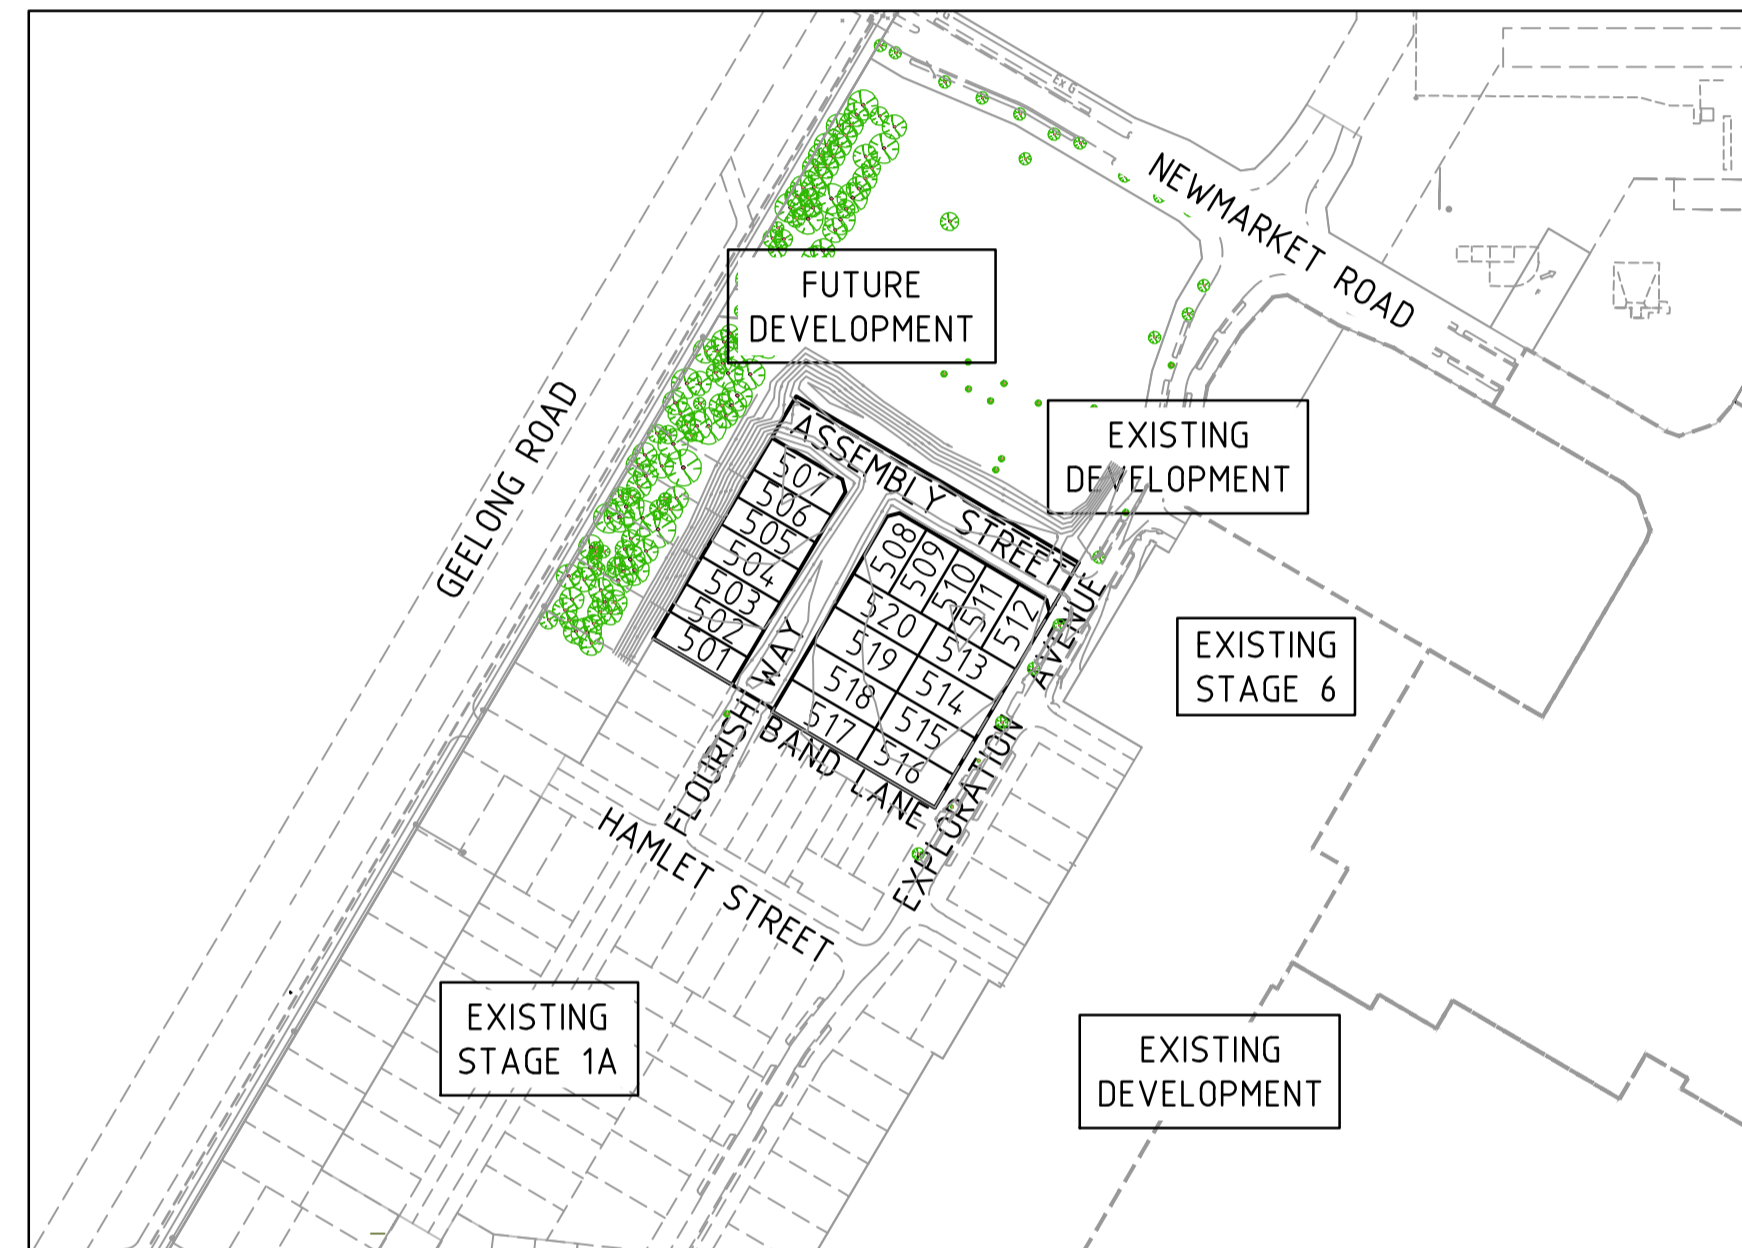 Ex G
NEWMARKET ROAD
FUTURE
DEVELOPMENT
GEELONG ROAD
EXISTING
DEVELOPMENT
ASSEMBLY STREET
507
506
505
504
503
502
501
508
509
510
511
512
520
513
519
514
518
515
517
516
FLOURISH WAY
BAND LANE
EXPLORATION AVENUE
HAMLET STREET
EXISTING
STAGE 6
EXISTING
STAGE 1A
EXISTING
DEVELOPMENT